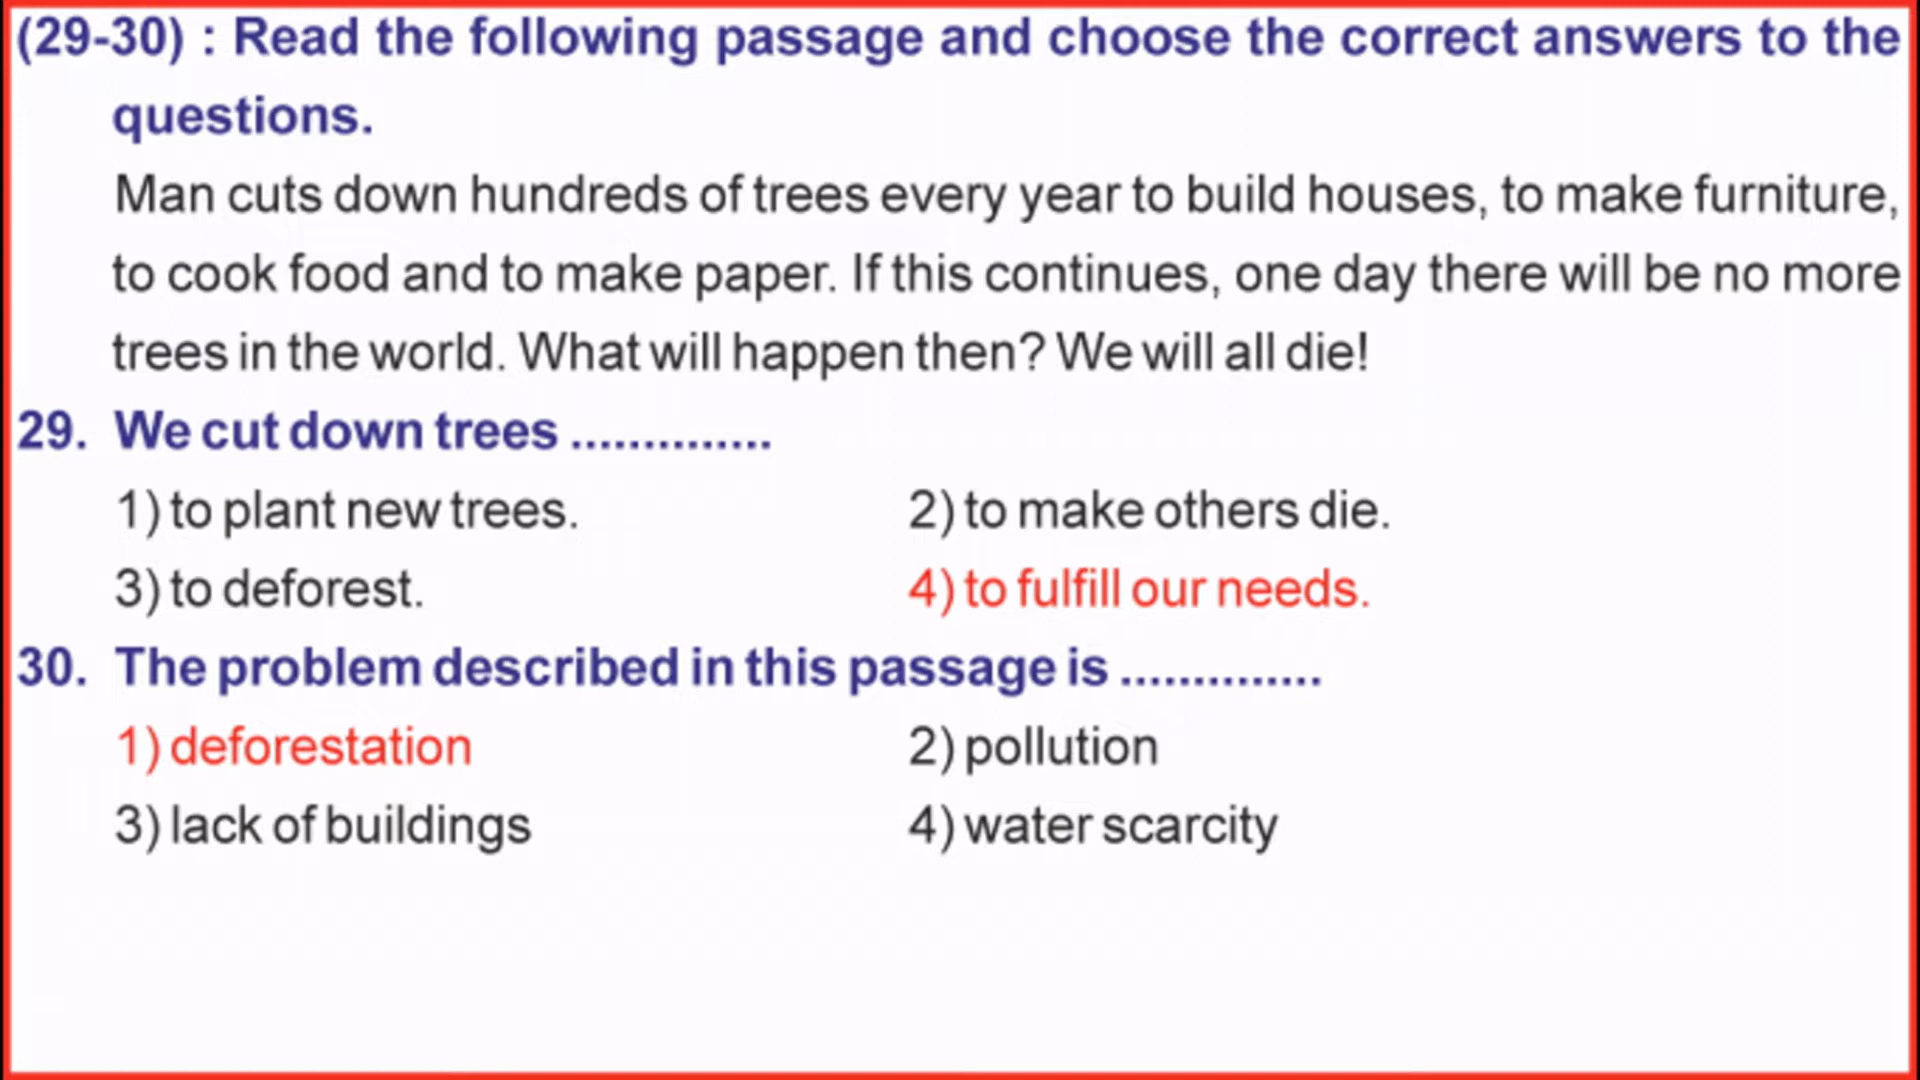 (29-30) : Read the following passage and choose the correct answers to the
questions.
Man cuts down hundreds of trees every year to build houses, to make furniture,
to cook food and to make paper. If this continues, one day there will be no more
trees in the world. What will happen then? We will all die!
29. We cut down trees ..............
1) to plant new trees. 2) to make others die.
3) to deforest. 4) to fulfill our needs.
30. The problem described in this passage is ..............
1) deforestation 2) pollution
3) lack of buildings 4) water scarcity